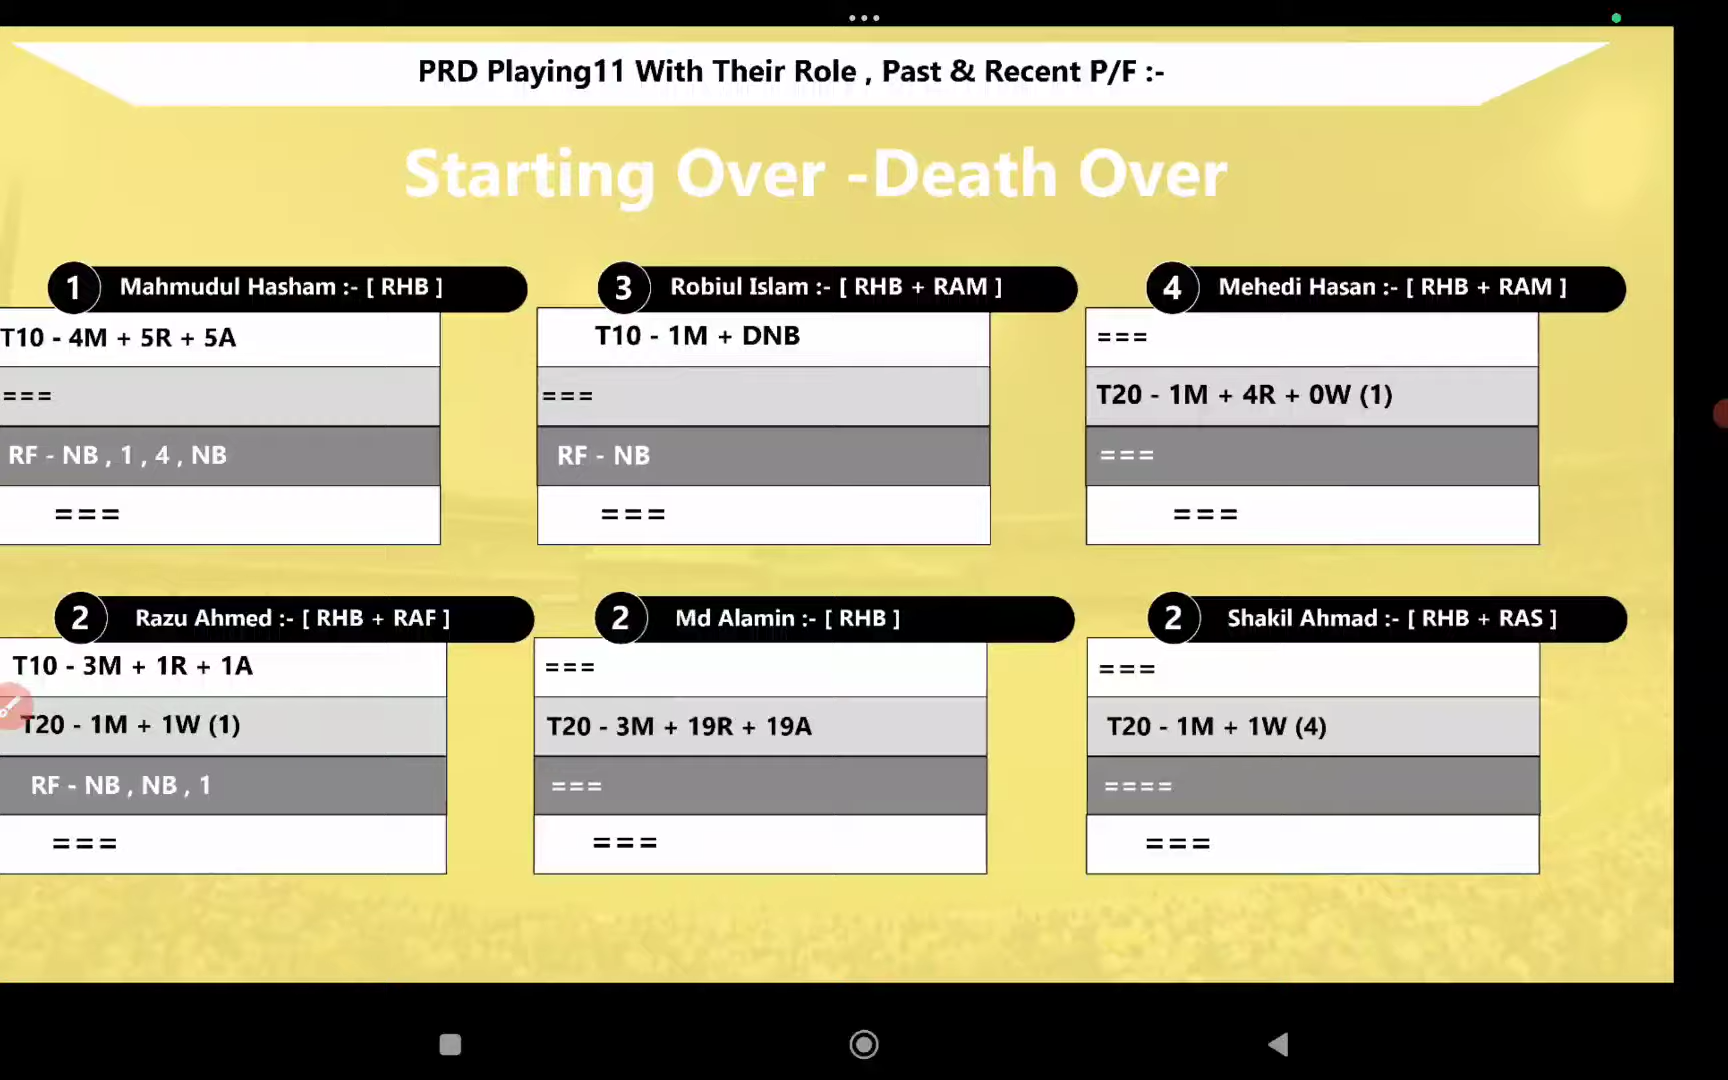 PRD Playing11 With Their Role , Past & Recent P/F :-
Starting Over -Death Over
1 Mahmudul Hasham :- [ RHB ]
T10 - 4M + 5R + 5A
===
RF - NB , 1 , 4 , NB
===
3 Robiul Islam :- [ RHB + RAM ]
T10 - 1M + DNB
===
RF - NB
===
4 Mehedi Hasan :- [ RHB + RAM ]
===
T20 - 1M + 4R + 0W (1)
===
===
2 Razu Ahmed :- [ RHB + RAF ]
T10 - 3M + 1R + 1A
T20 - 1M + 1W (1)
RF - NB , NB , 1
===
2 Md Alamin :- [ RHB ]
===
T20 - 3M + 19R + 19A
===
===
2 Shakil Ahmad :- [ RHB + RAS ]
===
T20 - 1M + 1W (4)
====
===